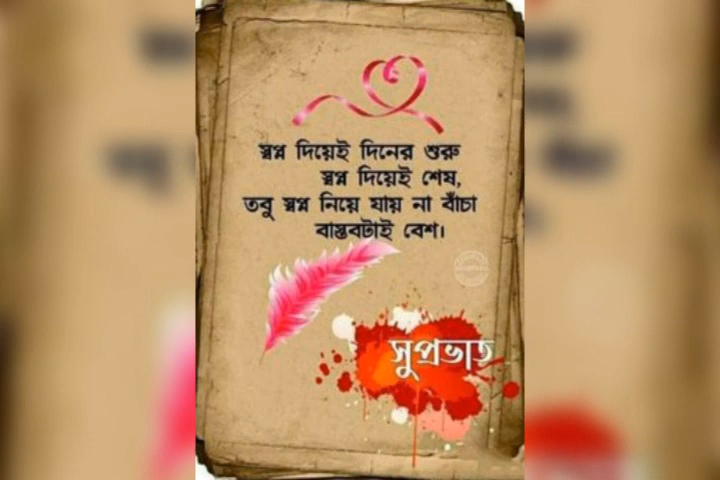 স্বপ্ন দিয়েই দিনের শুরু
স্বপ্ন দিয়েই শেষ,
তবু স্বপ্ন নিয়ে যায় না বাঁচা
বাস্তবটাই বেশ।
সুপ্রভাত